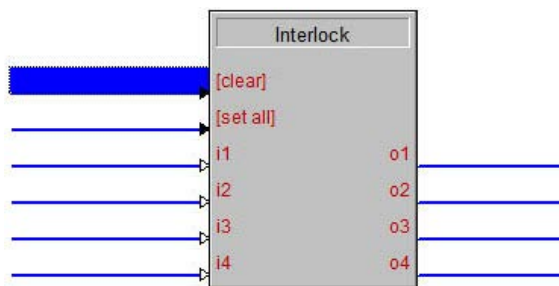 Interlock
[clear]
[set all]
i1 o1
i2 o2
i3 o3
i4 o4